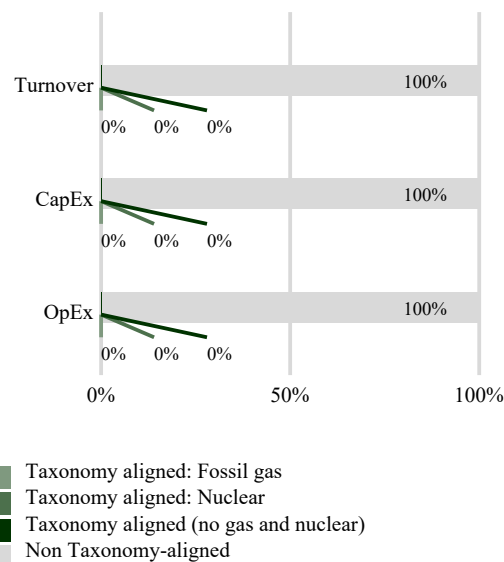 Turnover 100%
0% 0% 0%
CapEx 100%
0% 0% 0%
OpEx 100%
0% 0% 0%
0% 50% 100%
Taxonomy aligned: Fossil gas
Taxonomy aligned: Nuclear
Taxonomy aligned (no gas and nuclear)
Non Taxonomy-aligned